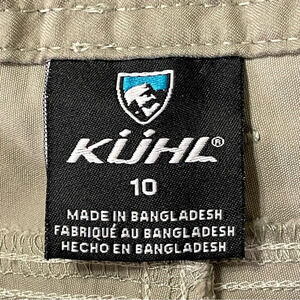 KÜHL®
10
MADE IN BANGLADESH
FABRIQUÉ AU BANGLADESH
HECHO EN BANGLADESH